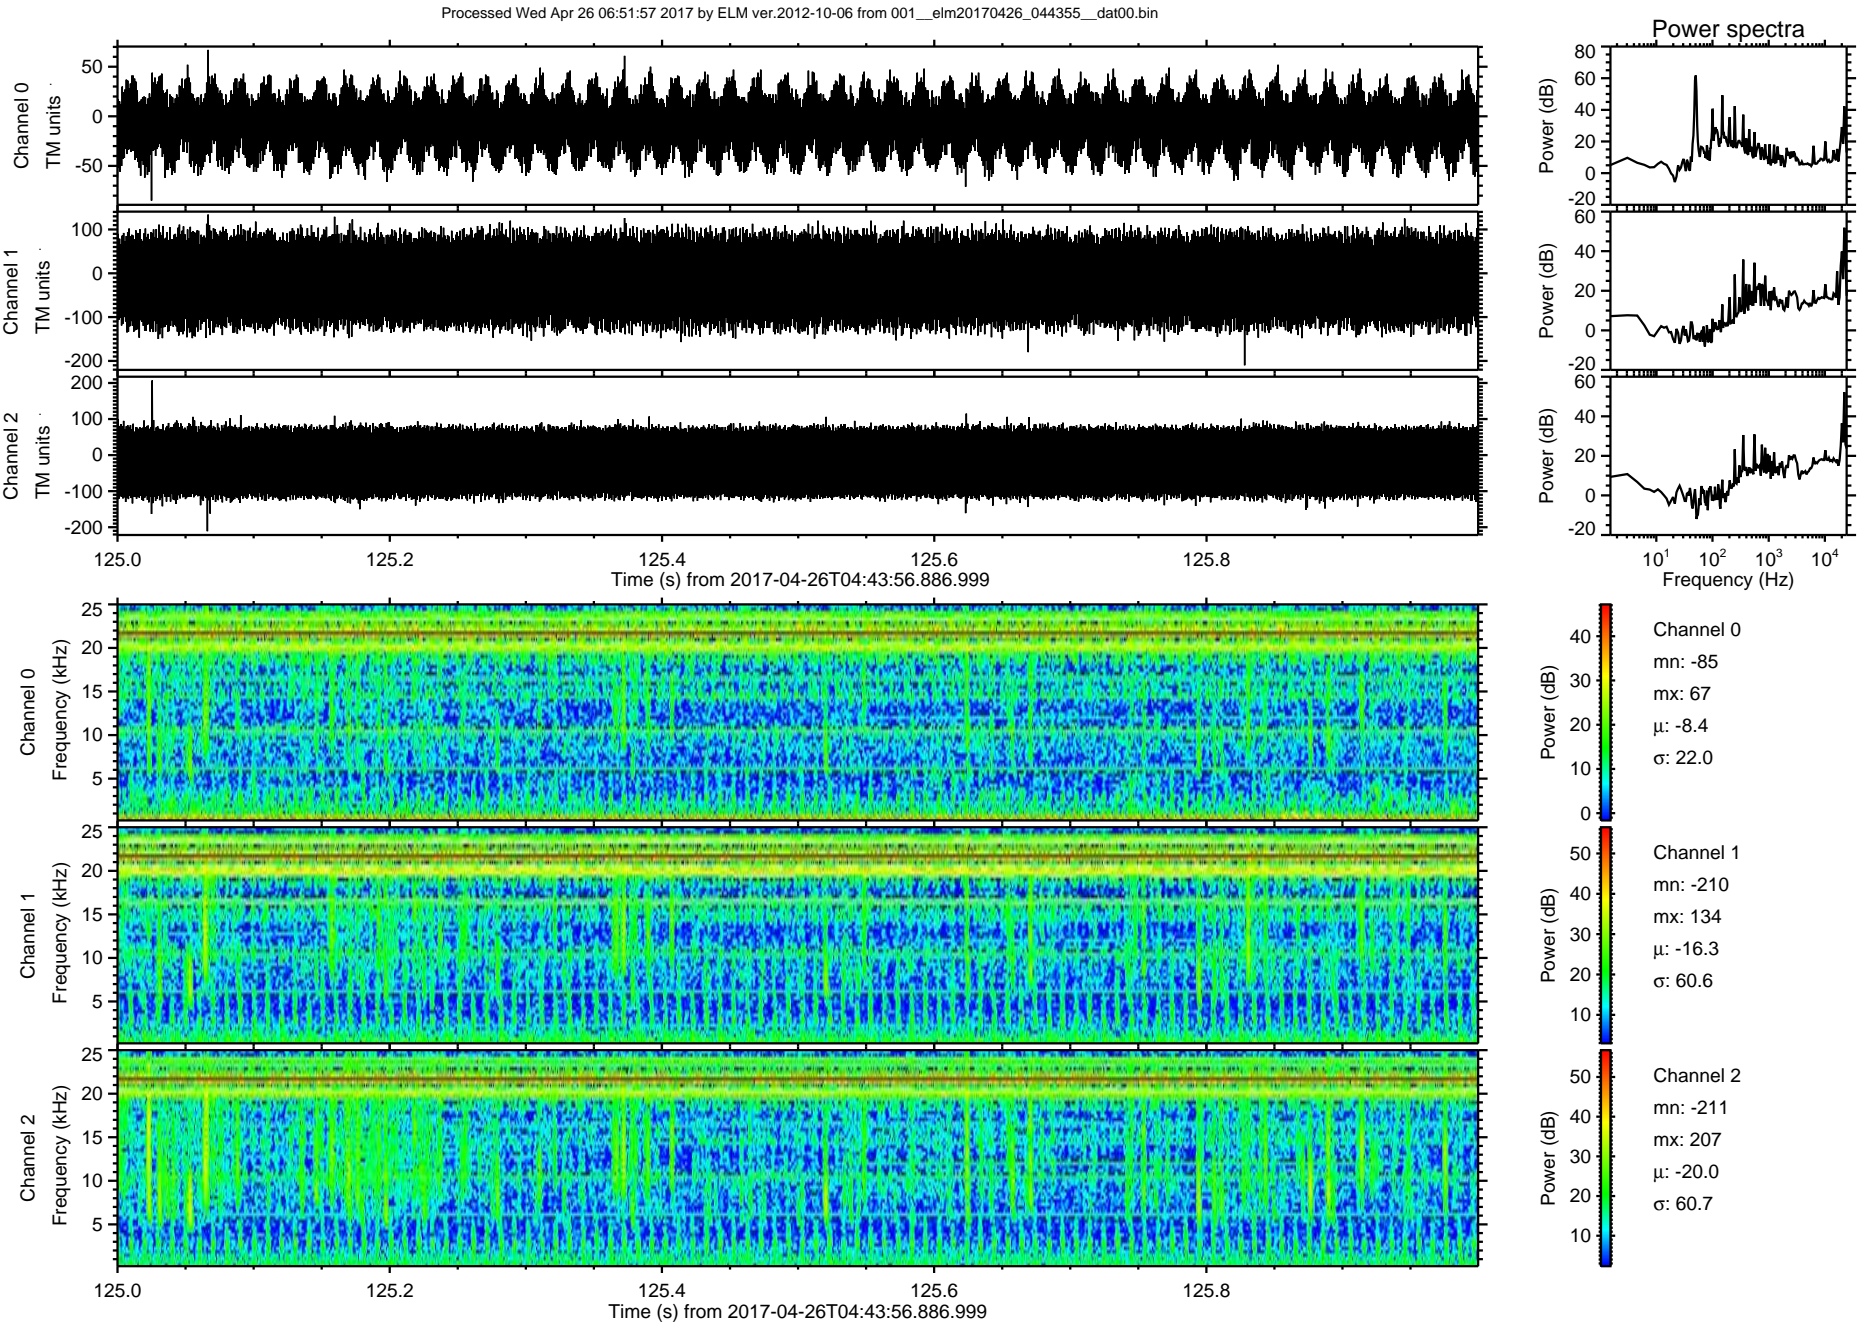 Processed Wed Apr 26 06:51:57 2017 by ELM ver.2012-10-06 from 001__elm20170426_044355__dat00.bin
Power spectra
Channel 0
TM units
50
0
-50
Power (dB)
80
60
40
20
0
-20
Channel 1
TM units
100
0
-100
-200
Power (dB)
60
40
20
0
-20
Channel 2
TM units
200
100
0
-100
-200
Power (dB)
60
40
20
0
-20
125.0 125.2 125.4 125.6 125.8
Time (s) from 2017-04-26T04:43:56.886.999
10^1 10^2 10^3 10^4
Frequency (Hz)
Channel 0
Frequency (kHz)
25
20
15
10
5
Power (dB)
40
30
20
10
0
Channel 0
mn: -85
mx: 67
μ: -8.4
σ: 22.0
Channel 1
Frequency (kHz)
25
20
15
10
5
Power (dB)
50
40
30
20
10
Channel 1
mn: -210
mx: 134
μ: -16.3
σ: 60.6
Channel 2
Frequency (kHz)
25
20
15
10
5
Power (dB)
50
40
30
20
10
Channel 2
mn: -211
mx: 207
μ: -20.0
σ: 60.7
125.0 125.2 125.4 125.6 125.8
Time (s) from 2017-04-26T04:43:56.886.999